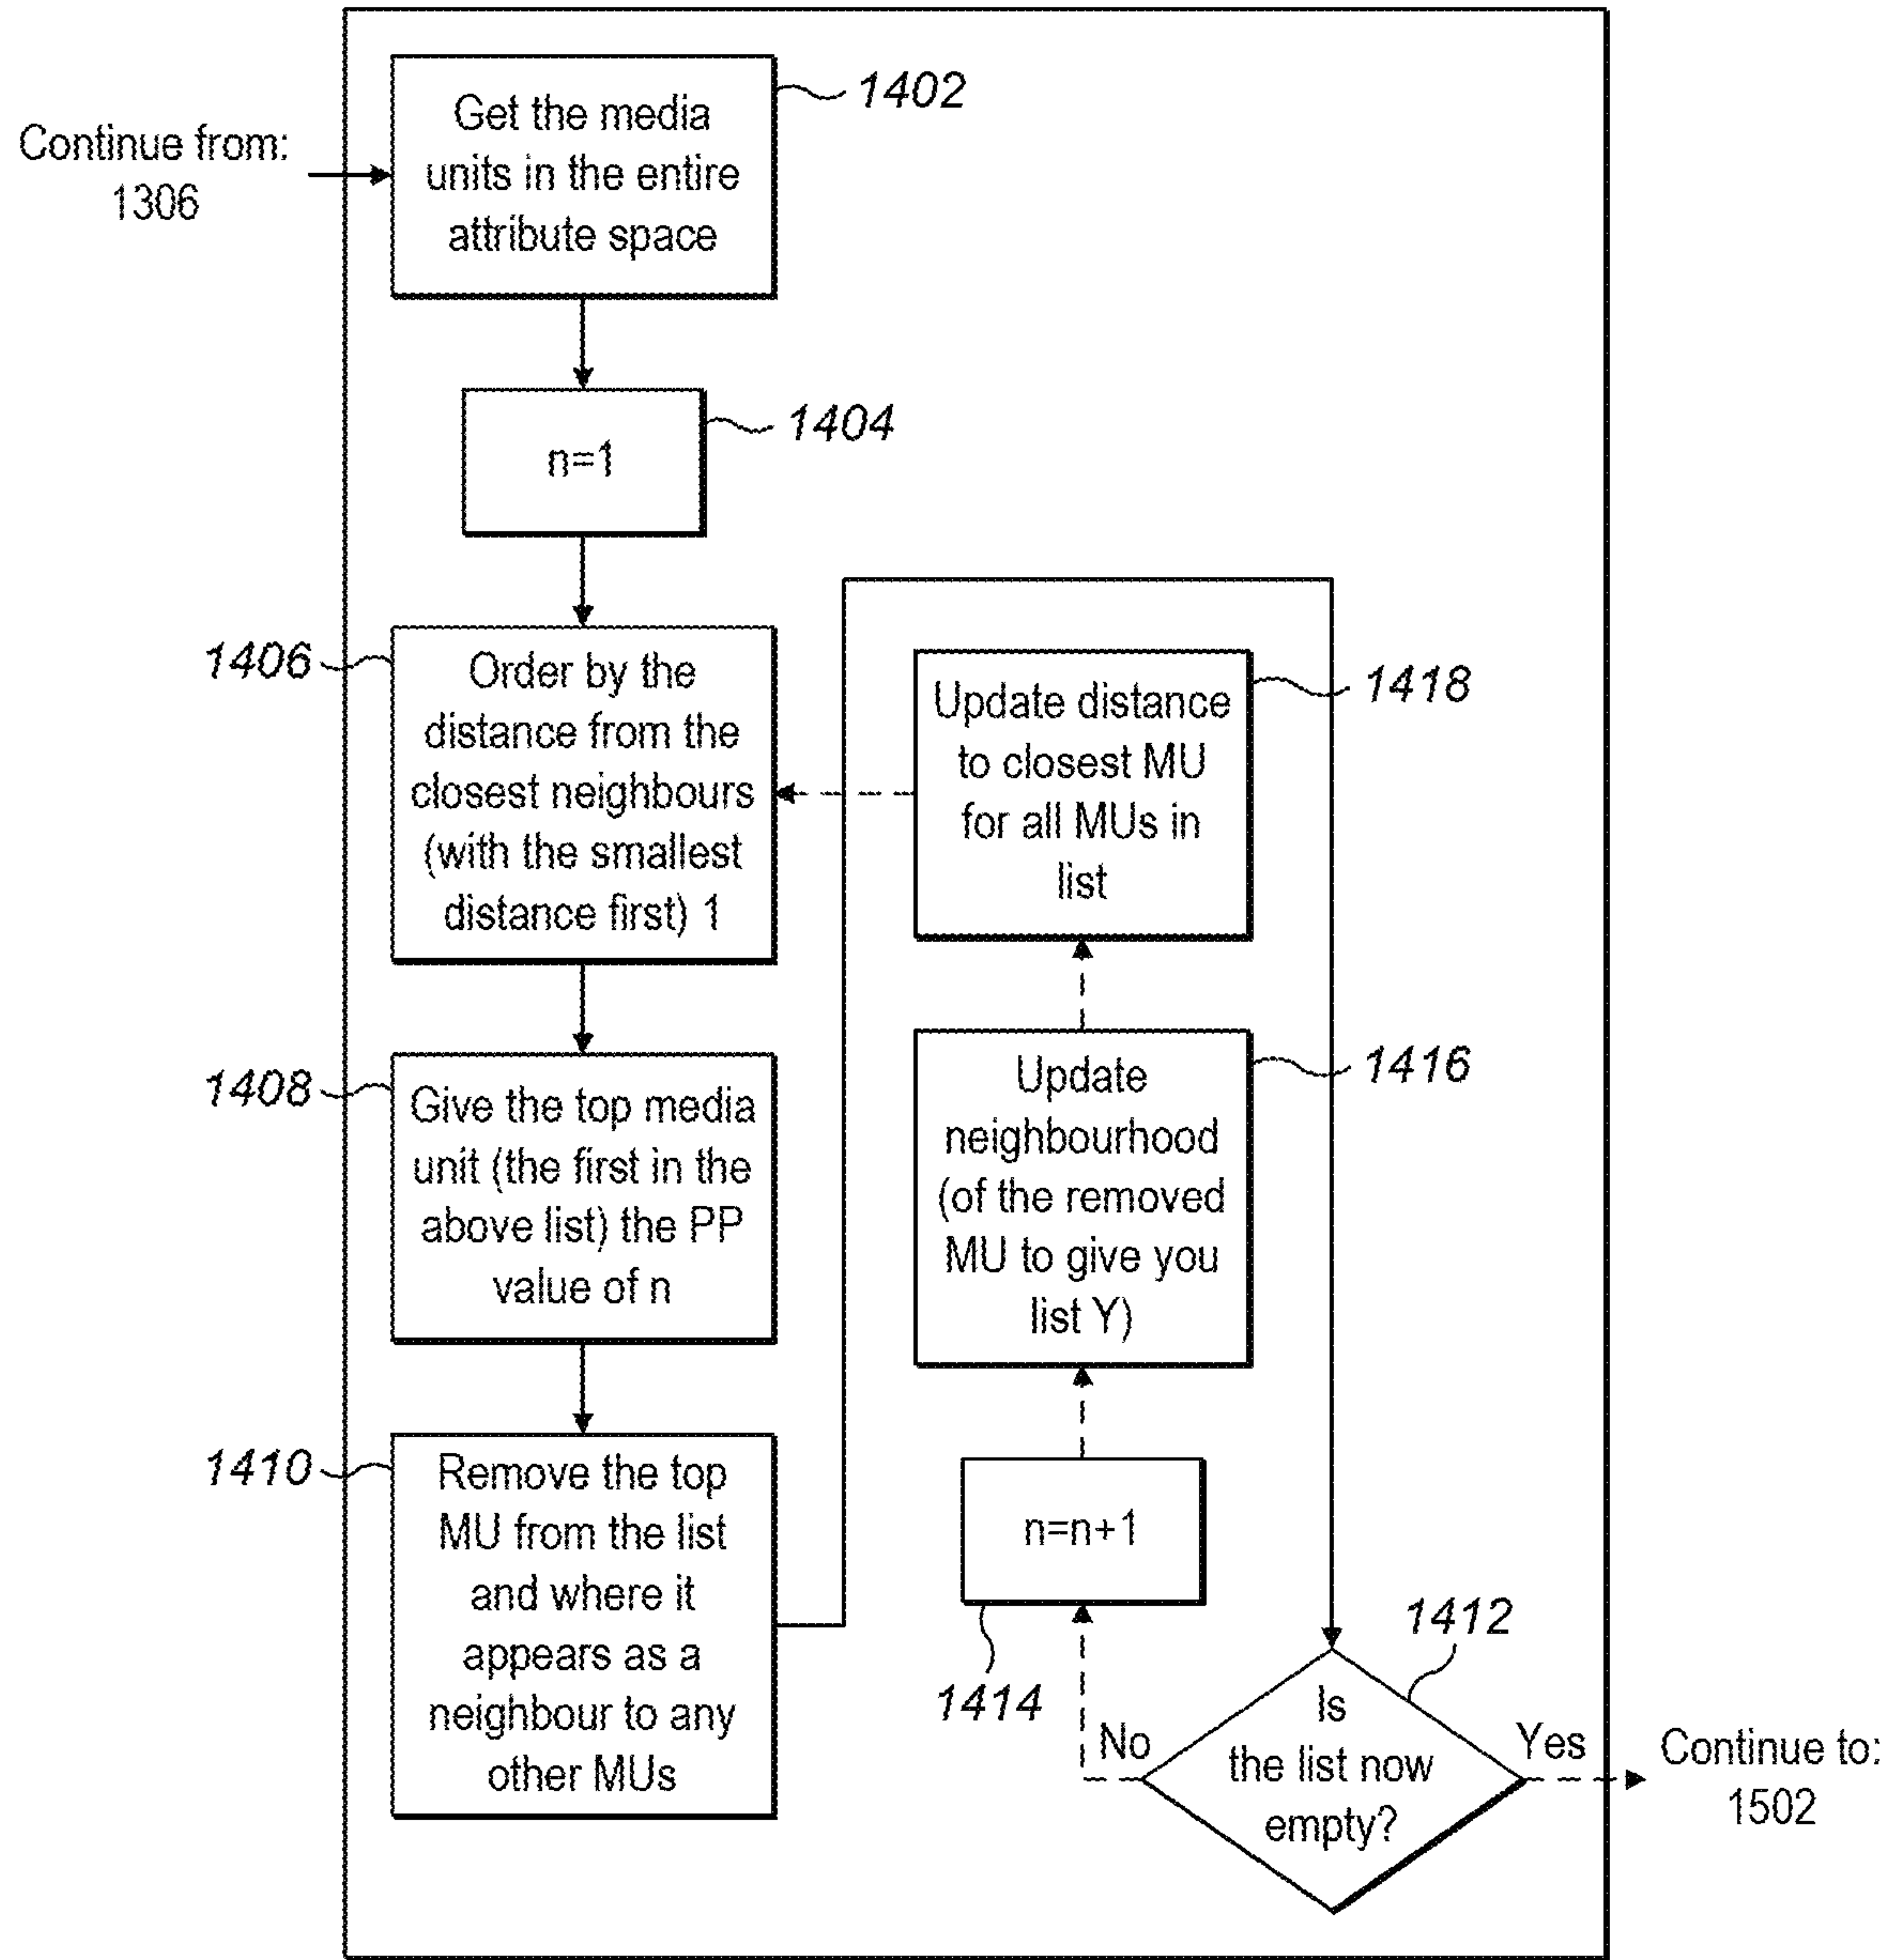 Continue from:
1306
Get the media
units in the entire
attribute space
1402
n=1
1404
1406
Order by the
distance from the
closest neighbours
(with the smallest
distance first) 1
1408
Give the top media
unit (the first in the
above list) the PP
value of n
1410
Remove the top
MU from the list
and where it
appears as a
neighbour to any
other MUs
Update distance
to closest MU
for all MUs in
list
1418
Update
neighbourhood
(of the removed
MU to give you
list Y)
1416
n=n+1
1414
1412
Is
the list now
empty?
No
Yes
Continue to:
1502